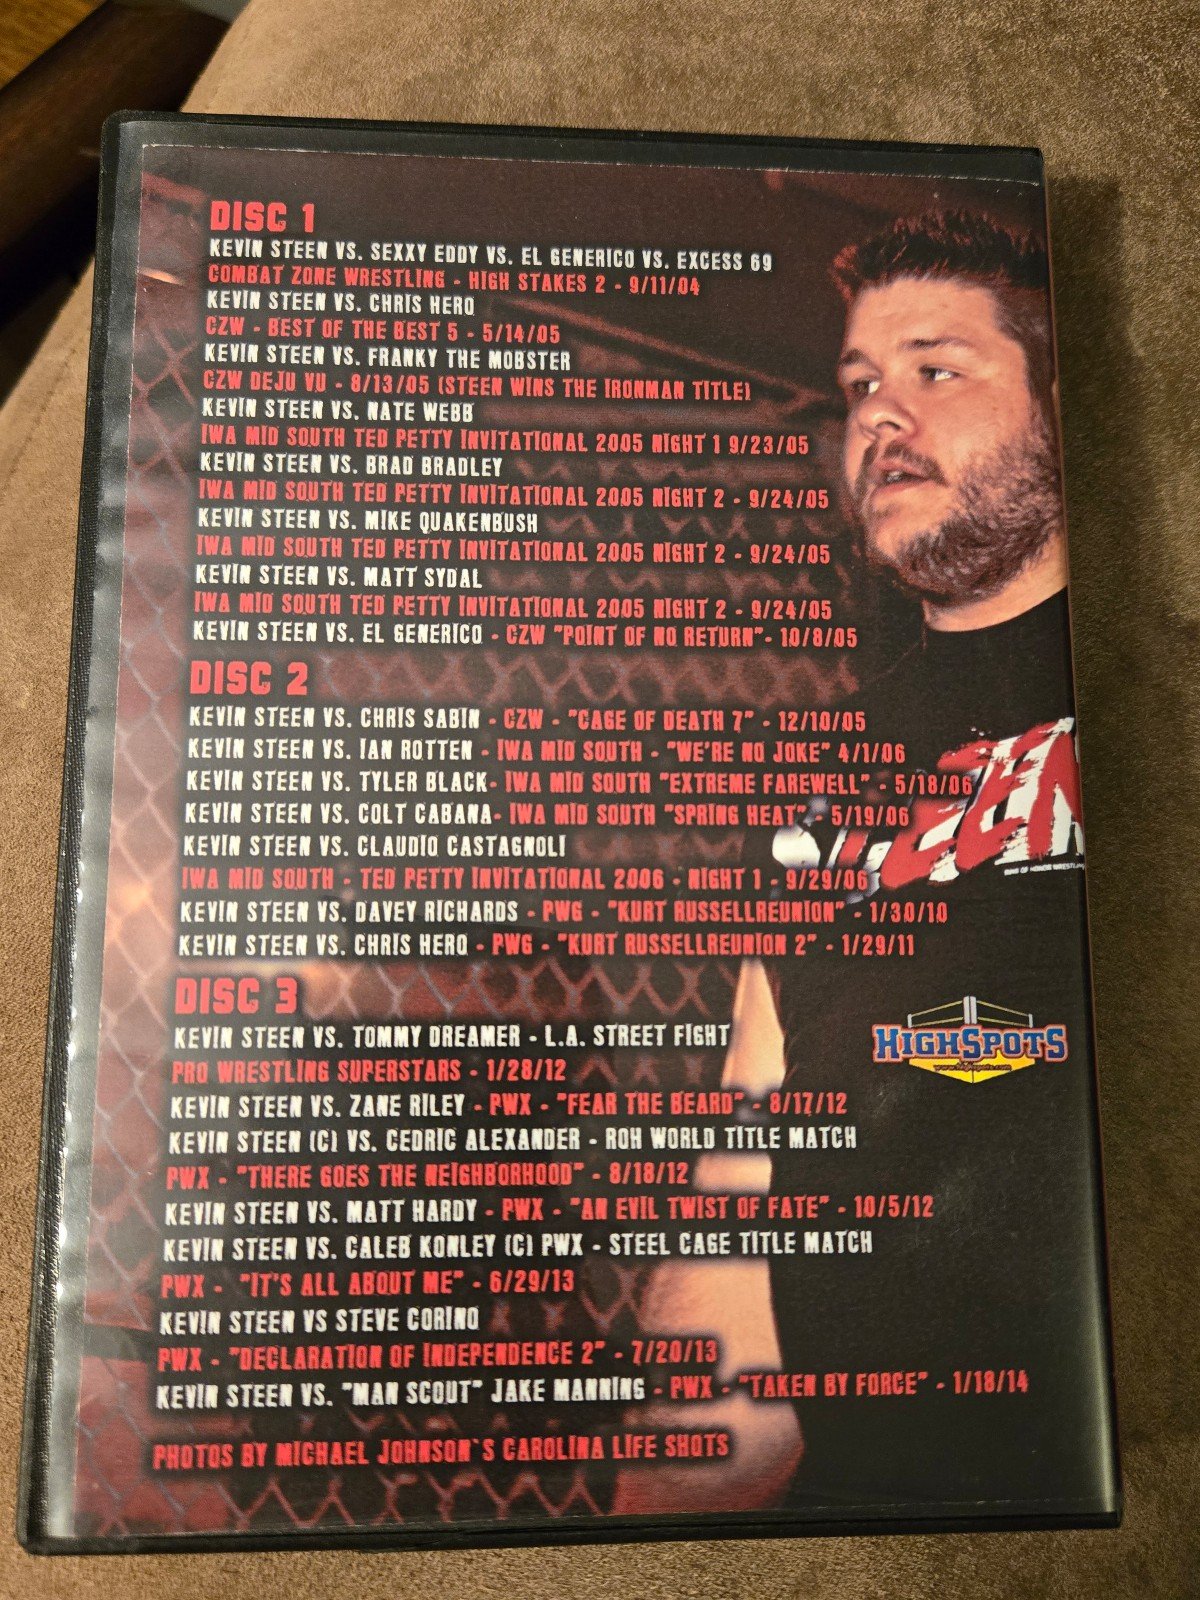 DISC 1
KEVIN STEEN VS. SEXXY EDDY VS. EL GENERICO VS. EXCESS 69
COMBAT ZONE WRESTLING - HIGH STAKES 2 - 9/11/04
KEVIN STEEN VS. CHRIS HERO
CZW - BEST OF THE BEST 5 - 5/14/05
KEVIN STEEN VS. FRANKY THE MOBSTER
CZW DEJU VU - 8/13/05 (STEEN WINS THE IRONMAN TITLE)
KEVIN STEEN VS. NATE WEBB
IWA MID SOUTH TED PETTY INVITATIONAL 2005 NIGHT 1 9/23/05
KEVIN STEEN VS. BRAD BRADLEY
IWA MID SOUTH TED PETTY INVITATIONAL 2005 NIGHT 2 - 9/24/05
KEVIN STEEN VS. MIKE QUAKENBUSH
IWA MID SOUTH TED PETTY INVITATIONAL 2005 NIGHT 2 - 9/24/05
KEVIN STEEN VS. MATT SYDAL
IWA MID SOUTH TED PETTY INVITATIONAL 2005 NIGHT 2 - 9/24/05
KEVIN STEEN VS. EL GENERICO - CZW "POINT OF NO RETURN"- 10/8/05
DISC 2
KEVIN STEEN VS. CHRIS SABIN - CZW - "CAGE OF DEATH 7" - 12/10/05
KEVIN STEEN VS. IAN ROTTEN - IWA MID SOUTH - "WE'RE NO JOKE" 4/1/06
KEVIN STEEN VS. TYLER BLACK- IWA MID SOUTH "EXTREME FAREWELL" - 5/18/06
KEVIN STEEN VS. COLT CABANA- IWA MID SOUTH "SPRING HEAT" - 5/19/06
KEVIN STEEN VS. CLAUDIO CASTAGNOLI
IWA MID SOUTH - TED PETTY INVITATIONAL 2006 - NIGHT 1 - 9/29/06
KEVIN STEEN VS. DAVEY RICHARDS - PWG - "KURT RUSSELLREUNION" - 1/30/10
KEVIN STEEN VS. CHRIS HERO - PWG - "KURT RUSSELLREUNION 2" - 1/29/11
STEEN
RING OF HONOR WRESTLING
DISC 3
KEVIN STEEN VS. TOMMY DREAMER - L.A. STREET FIGHT
PRO WRESTLING SUPERSTARS - 1/28/12
HIGHSPOTS
www.highspots.com
KEVIN STEEN VS. ZANE RILEY - PWX - "FEAR THE BEARD" - 8/17/12
KEVIN STEEN (C) VS. CEDRIC ALEXANDER - ROH WORLD TITLE MATCH
PWX - "THERE GOES THE NEIGHBORHOOD" - 8/18/12
KEVIN STEEN VS. MATT HARDY - PWX - "AN EVIL TWIST OF FATE" - 10/5/12
KEVIN STEEN VS. CALEB KONLEY (C) PWX - STEEL CAGE TITLE MATCH
PWX - "IT'S ALL ABOUT ME" - 6/29/13
KEVIN STEEN VS STEVE CORINO
PWX - "DECLARATION OF INDEPENDENCE 2" - 7/20/13
KEVIN STEEN VS. "MAN SCOUT" JAKE MANNING - PWX - "TAKEN BY FORCE" - 1/18/14
PHOTOS BY MICHAEL JOHNSON`S CAROLINA LIFE SHOTS